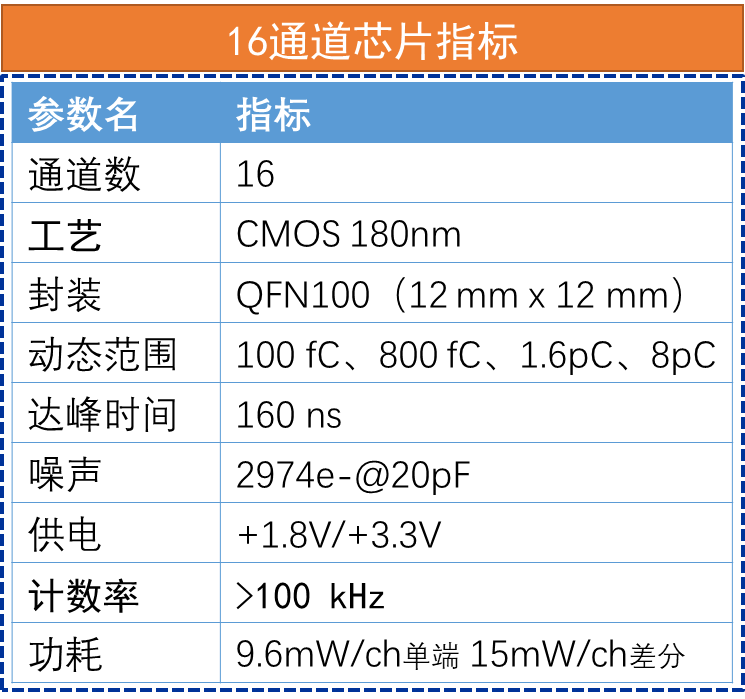 16通道芯片指标
参数名 指标
通道数 16
工艺 CMOS 180nm
封装 QFN100（12 mm x 12 mm）
动态范围 100 fC、800 fC、1.6pC、8pC
达峰时间 160 ns
噪声 2974e-@20pF
供电 +1.8V/+3.3V
计数率 >100 kHz
功耗 9.6mW/ch单端 15mW/ch差分